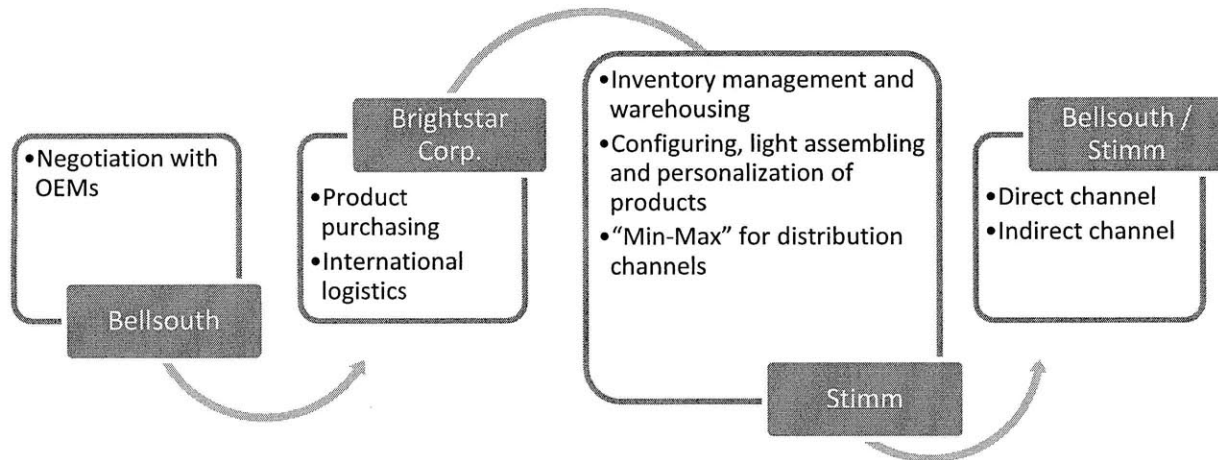 •Negotiation with
OEMs
Bellsouth
Brightstar
Corp.
•Product
purchasing
•International
logistics
•Inventory management and
warehousing
•Configuring, light assembling
and personalization of
products
•“Min-Max” for distribution
channels
Stimm
Bellsouth /
Stimm
•Direct channel
•Indirect channel